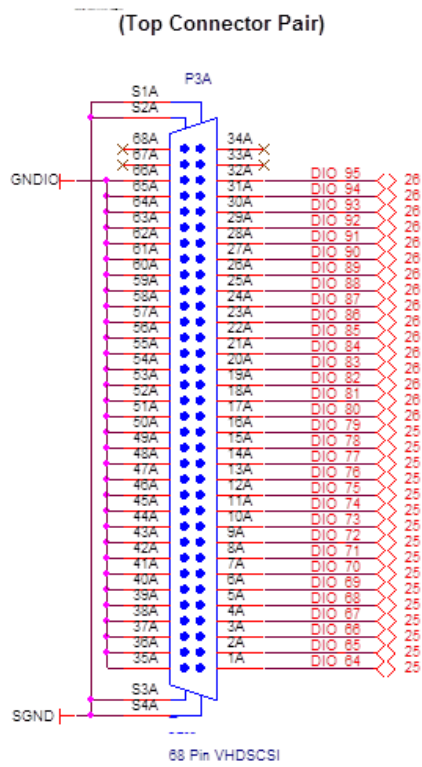 (Top Connector Pair)
P3A
S1A
S2A
68A 34A
67A 33A
66A 32A DIO 95 26
GNDIO
65A 31A DIO 94 26
64A 30A DIO 93 26
63A 29A DIO 92 26
62A 28A DIO 91 26
61A 27A DIO 90 26
60A 26A DIO 89 26
59A 25A DIO 88 26
58A 24A DIO 87 26
57A 23A DIO 86 26
56A 22A DIO 85 26
55A 21A DIO 84 26
54A 20A DIO 83 26
53A 19A DIO 82 26
52A 18A DIO 81 26
51A 17A DIO 80 26
50A 16A DIO 79 25
49A 15A DIO 78 25
48A 14A DIO 77 25
47A 13A DIO 76 25
46A 12A DIO 75 25
45A 11A DIO 74 25
44A 10A DIO 73 25
43A 9A DIO 72 25
42A 8A DIO 71 25
41A 7A DIO 70 25
40A 6A DIO 69 25
39A 5A DIO 68 25
38A 4A DIO 67 25
37A 3A DIO 66 25
36A 2A DIO 65 25
35A 1A DIO 64 25
S3A
S4A
SGND
68 Pin VHDSCSI